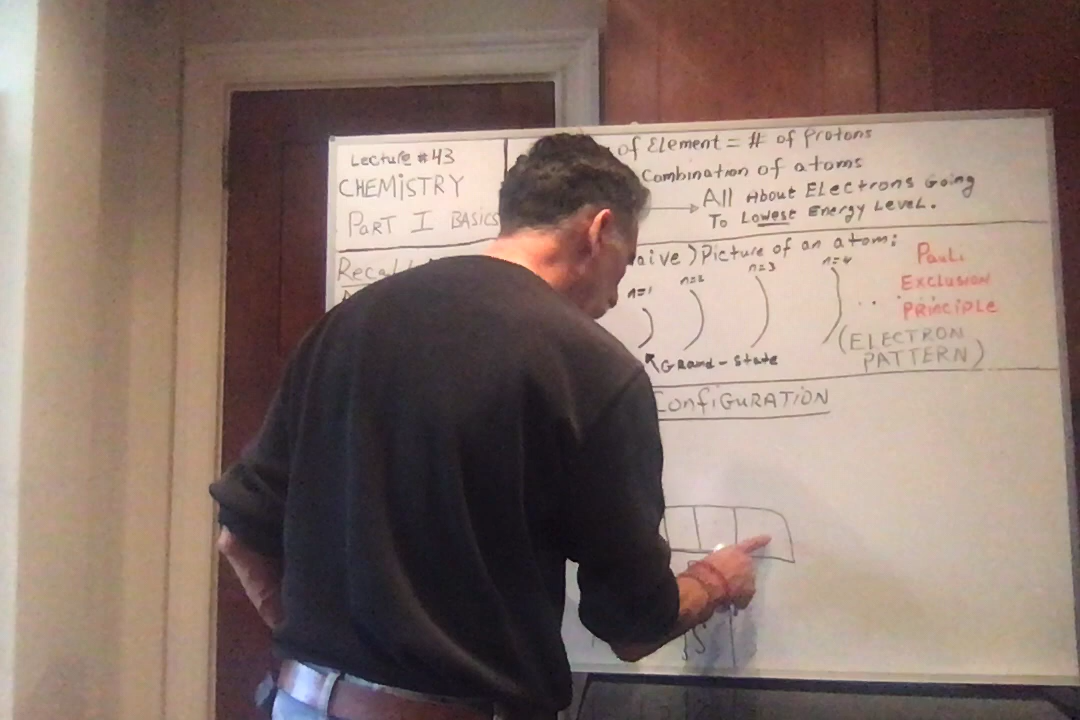 Lecture #43
CHEMISTRY
PART I BASICS
of Element = # of Protons
Combination of atoms
All About Electrons Going
To Lowest Energy Level.
Recall
aive) Picture of an atom:
n=1 n=2 n=3 n=4
Pauli
Exclusion
Principle
(ELECTRON
PATTERN)
Ground-State
Configuration